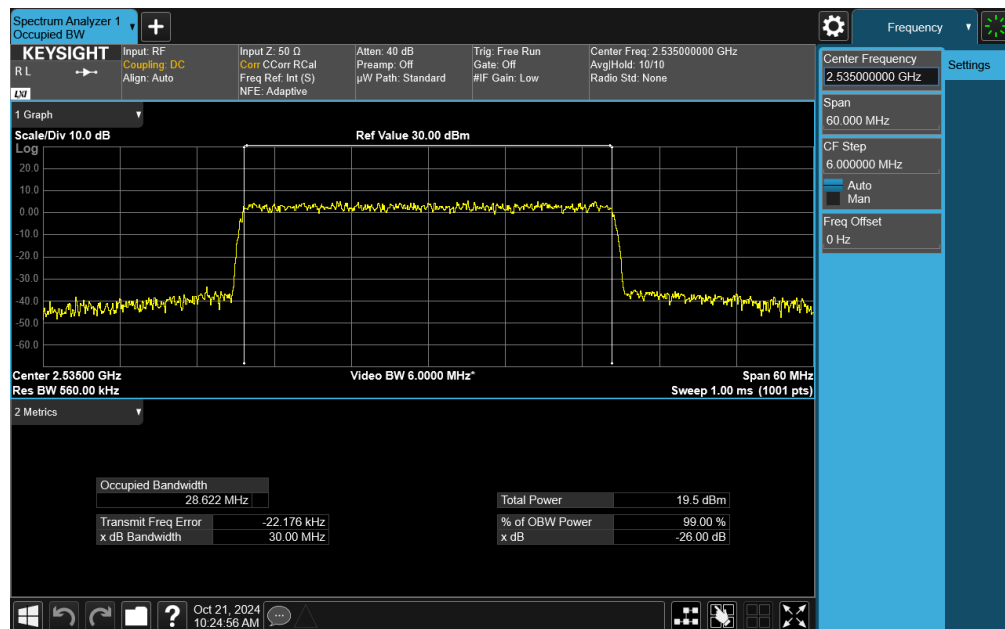 Spectrum Analyzer 1
Occupied BW
Frequency
KEYSIGHT
R L
LXI
Input: RF
Coupling: DC
Align: Auto
Input Z: 50 Ω
Corr CCorr RCal
Freq Ref: Int (S)
NFE: Adaptive
Atten: 40 dB
Preamp: Off
µW Path: Standard
Trig: Free Run
Gate: Off
#IF Gain: Low
Center Freq: 2.535000000 GHz
Avg|Hold: 10/10
Radio Std: None
Center Frequency
2.535000000 GHz
Settings
Span
60.000 MHz
CF Step
6.000000 MHz
Auto
Man
Freq Offset
0 Hz
1 Graph
Scale/Div 10.0 dB
Ref Value 30.00 dBm
Log
20.0
10.0
0.00
-10.0
-20.0
-30.0
-40.0
-50.0
-60.0
Center 2.53500 GHz
Video BW 6.0000 MHz*
Span 60 MHz
Res BW 560.00 kHz
Sweep 1.00 ms (1001 pts)
2 Metrics
Occupied Bandwidth
28.622 MHz
Total Power 19.5 dBm
Transmit Freq Error -22.176 kHz
% of OBW Power 99.00 %
x dB Bandwidth 30.00 MHz
x dB -26.00 dB
?
Oct 21, 2024
10:24:56 AM